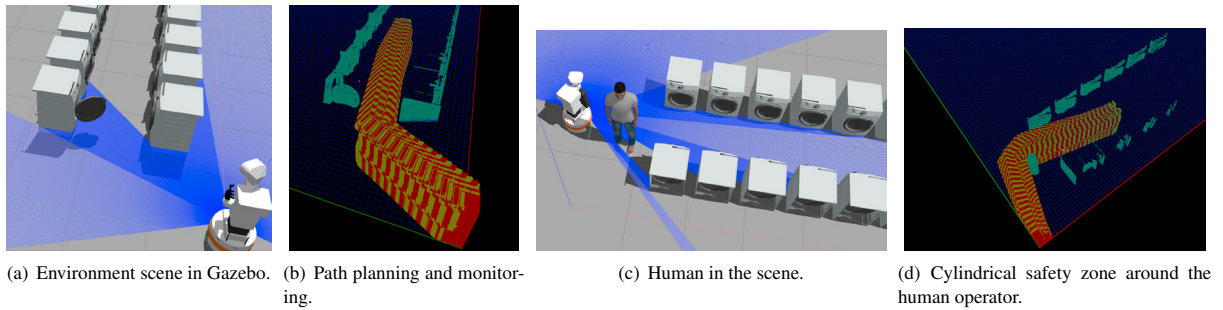 (a) Environment scene in Gazebo.
(b) Path planning and monitor-
ing.
(c) Human in the scene.
(d) Cylindrical safety zone around the
human operator.